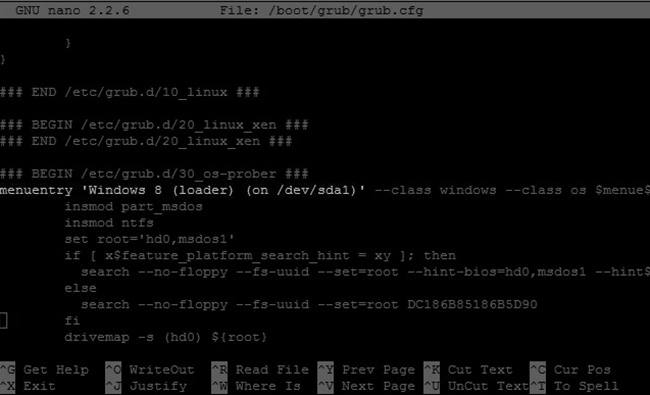 GNU nano 2.2.6 File: /boot/grub/grub.cfg
}
}
### END /etc/grub.d/10_linux ###
### BEGIN /etc/grub.d/20_linux_xen ###
### END /etc/grub.d/20_linux_xen ###
### BEGIN /etc/grub.d/30_os-prober ###
menuentry 'Windows 8 (loader) (on /dev/sda1)' --class windows --class os $menue$
insmod part_msdos
insmod ntfs
set root='hd0,msdos1'
if [ x$feature_platform_search_hint = xy ]; then
search --no-floppy --fs-uuid --set=root --hint-bios=hd0,msdos1 --hint$
else
search --no-floppy --fs-uuid --set=root DC186B85186B5D90
fi
drivemap -s (hd0) ${root}
^G Get Help ^O WriteOut ^R Read File ^Y Prev Page ^K Cut Text ^C Cur Pos
^X Exit ^J Justify ^W Where Is ^V Next Page ^U UnCut Text ^T To Spell